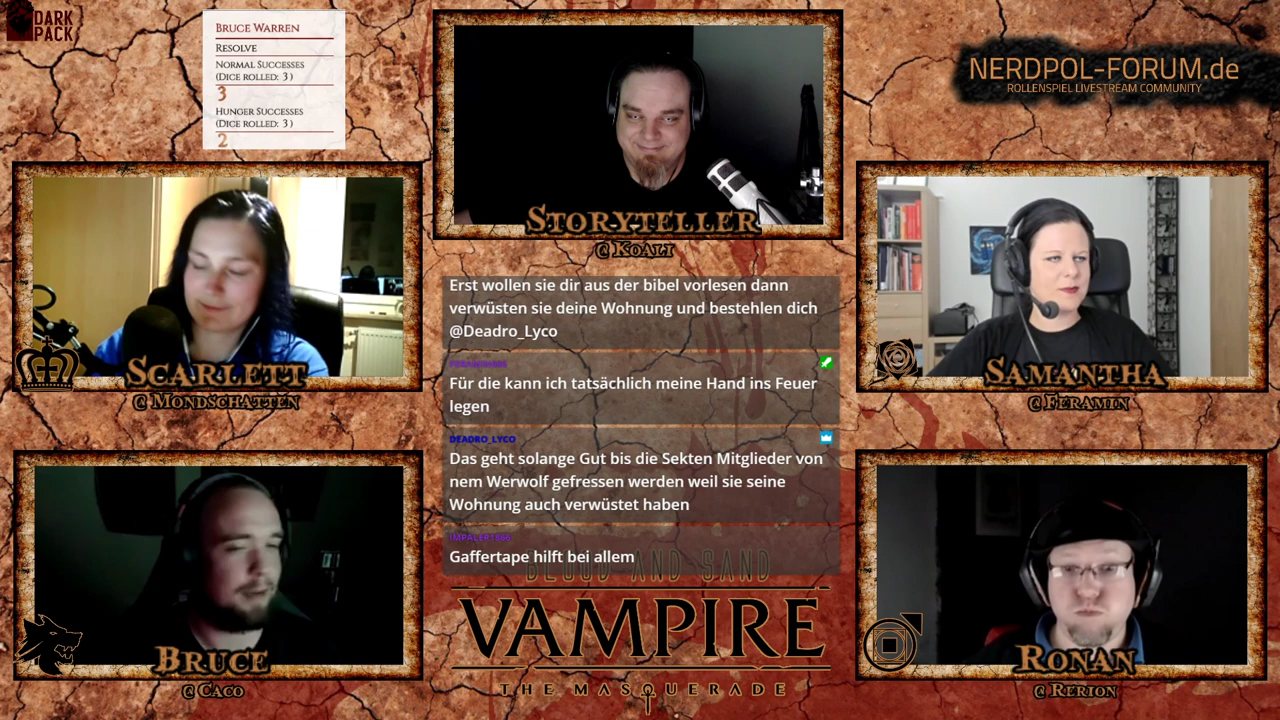 DARK
PACK
BRUCE WARREN
RESOLVE
NORMAL SUCCESSES
(DICE ROLLED: 3 )
3
HUNGER SUCCESSES
(DICE ROLLED: 3 )
2
NERDPOL-FORUM.de
ROLLENSPIEL LIVESTREAM COMMUNITY
STORYTELLER
@ KOALI
SCARLETT
@ MONDSCHATTEN
SAMANTHA
@ FERAMIN
Erst wollen sie dir aus der bibel vorlesen dann
verwüsten sie deine Wohnung und bestehlen dich
@Deadro_Lyco
Für die kann ich tatsächlich meine Hand ins Feuer
legen
DEADRO_LYCO
Das geht solange Gut bis die Sekten Mitglieder von
nem Werwolf gefressen werden weil sie seine
Wohnung auch verwüstet haben
Gaffertape hilft bei allem
BLOOD AND SAND
VAMPIRE
THE MASQUERADE
BRUCE
@ CACO
RONAN
@ RERION